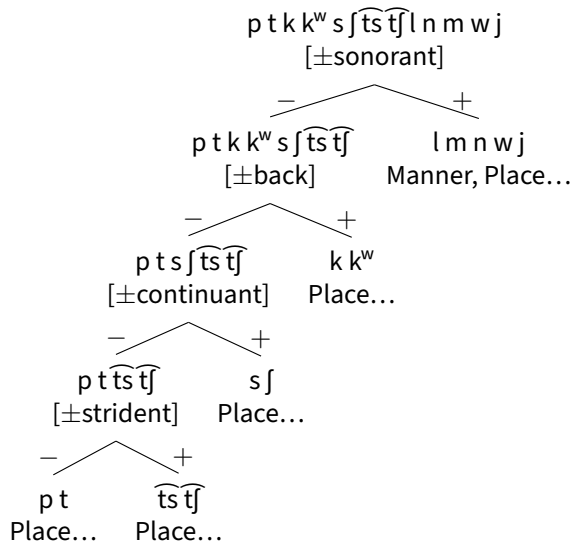 p t k kʷ s ʃ t͡s t͡ʃ l n m w j
[±sonorant]
− +
p t k kʷ s ʃ t͡s t͡ʃ l m n w j
[±back] Manner, Place…
− +
p t s ʃ t͡s t͡ʃ k kʷ
[±continuant] Place…
− +
p t t͡s t͡ʃ s ʃ
[±strident] Place…
− +
p t t͡s t͡ʃ
Place… Place…